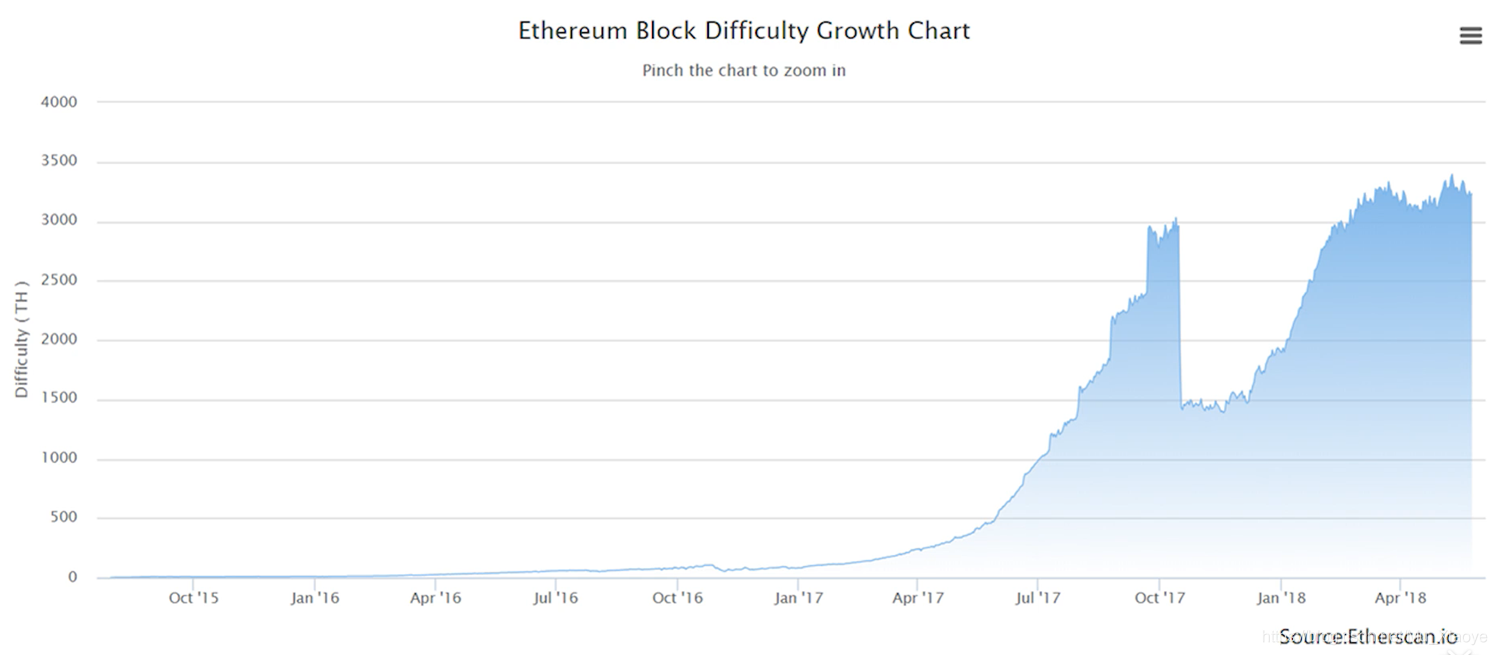 Ethereum Block Difficulty Growth Chart
Pinch the chart to zoom in
4000
3500
3000
2500
2000
1500
1000
500
0
Difficulty ( TH )
Oct '15
Jan '16
Apr '16
Jul '16
Oct '16
Jan '17
Apr '17
Jul '17
Oct '17
Jan '18
Apr '18
Source:Etherscan.io